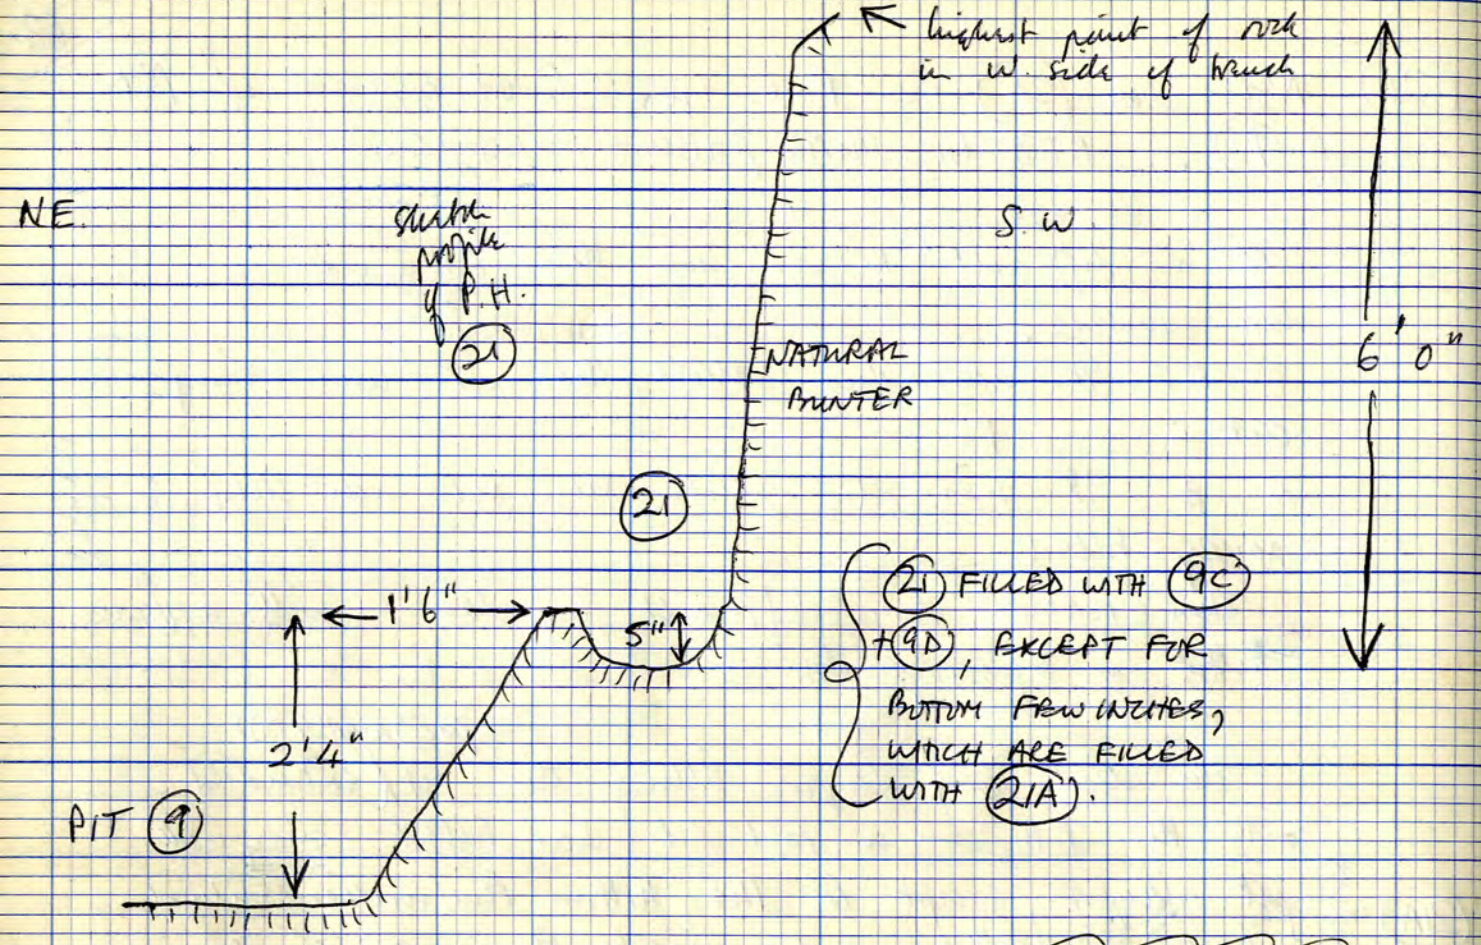 highest point of rock
in W. side of trench
NE.
sketch
profile
of P.H.
21
S.W.
6'0"
NATURAL
BUNTER
21
1'6"
5"
2'4"
21 FILLED WITH 9C
+ 9D, EXCEPT FOR
BOTTOM FEW INCHES,
WHICH ARE FILLED
WITH 21A.
PIT 9